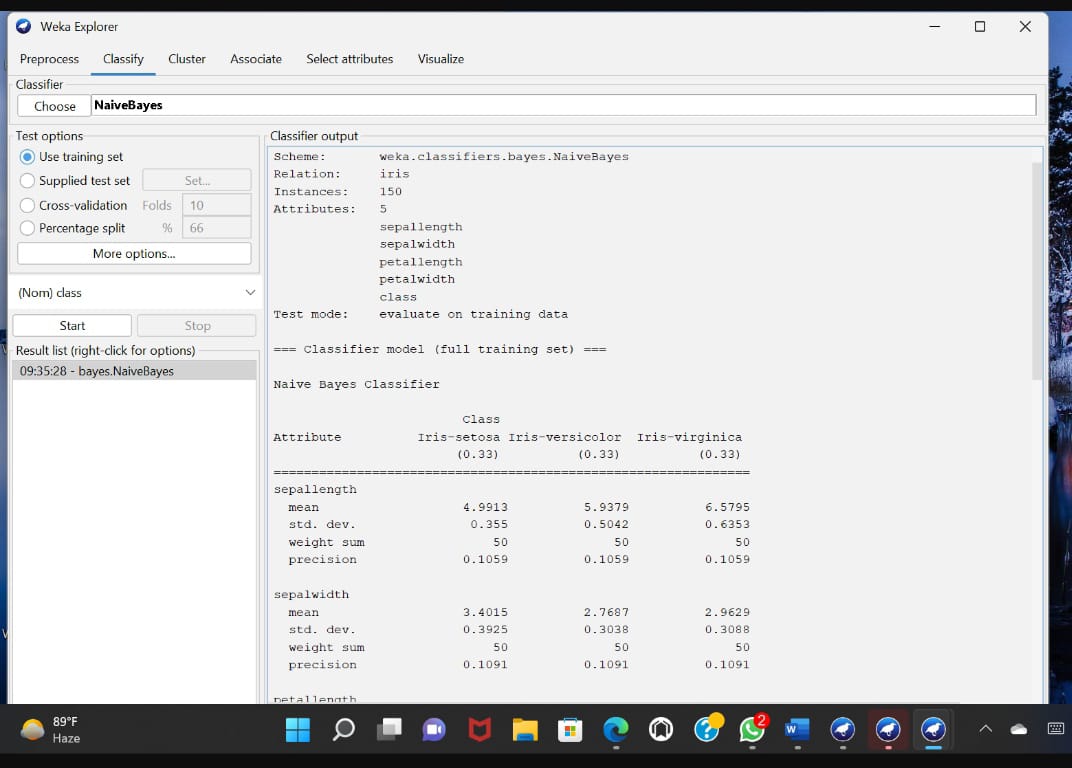 Weka Explorer
Preprocess Classify Cluster Associate Select attributes Visualize
Classifier
Choose NaiveBayes
Test options
Use training set
Supplied test set Set...
Cross-validation Folds 10
Percentage split % 66
More options...
(Nom) class
Start Stop
Result list (right-click for options)
09:35:28 - bayes.NaiveBayes
Classifier output
Scheme: weka.classifiers.bayes.NaiveBayes
Relation: iris
Instances: 150
Attributes: 5
sepallength
sepalwidth
petallength
petalwidth
class
Test mode: evaluate on training data
=== Classifier model (full training set) ===
Naive Bayes Classifier
Class
Attribute Iris-setosa Iris-versicolor Iris-virginica
(0.33) (0.33) (0.33)
===============================================================
sepallength
mean 4.9913 5.9379 6.5795
std. dev. 0.355 0.5042 0.6353
weight sum 50 50 50
precision 0.1059 0.1059 0.1059
sepalwidth
mean 3.4015 2.7687 2.9629
std. dev. 0.3925 0.3038 0.3088
weight sum 50 50 50
precision 0.1091 0.1091 0.1091
petallength
89°F
Haze
2
W